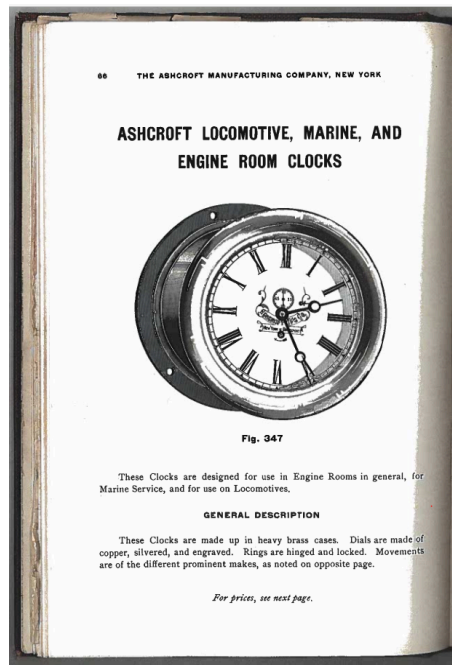 66 THE ASHCROFT MANUFACTURING COMPANY, NEW YORK
ASHCROFT LOCOMOTIVE, MARINE, AND
ENGINE ROOM CLOCKS
Fig. 347
These Clocks are designed for use in Engine Rooms in general, for
Marine Service, and for use on Locomotives.
GENERAL DESCRIPTION
These Clocks are made up in heavy brass cases. Dials are made of
copper, silvered, and engraved. Rings are hinged and locked. Movements
are of the different prominent makes, as noted on opposite page.
For prices, see next page.